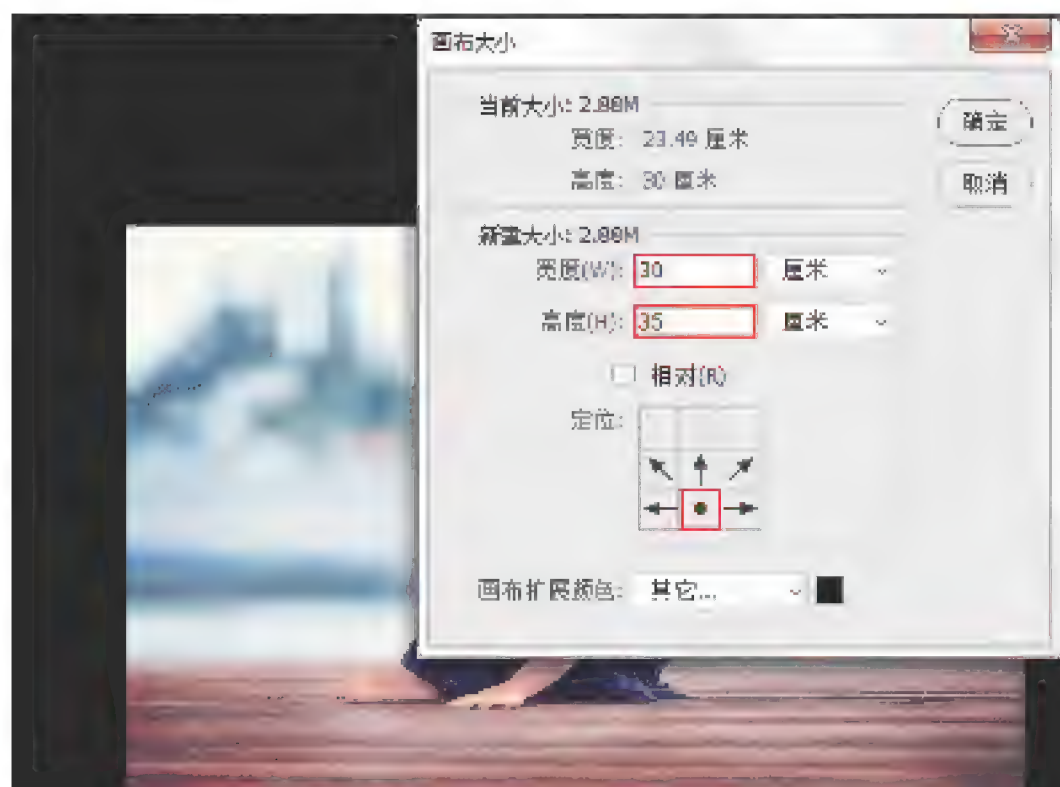 画布大小
当前大小: 2.88M
确定
宽度: 23.49 厘米
高度: 30 厘米
取消
新建大小: 2.88M
宽度(W): 30 厘米
高度(H): 35 厘米
相对(R)
定位:
画布扩展颜色: 其它...